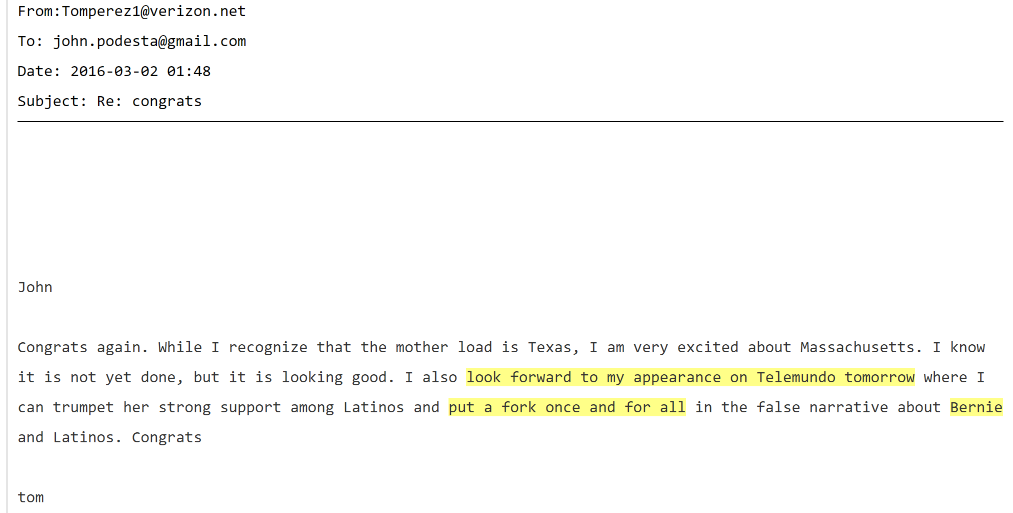 From:Tomperez1@verizon.net
To: john.podesta@gmail.com
Date: 2016-03-02 01:48
Subject: Re: congrats
John
Congrats again. While I recognize that the mother load is Texas, I am very excited about Massachusetts. I know
it is not yet done, but it is looking good. I also look forward to my appearance on Telemundo tomorrow where I
can trumpet her strong support among Latinos and put a fork once and for all in the false narrative about Bernie
and Latinos. Congrats
tom